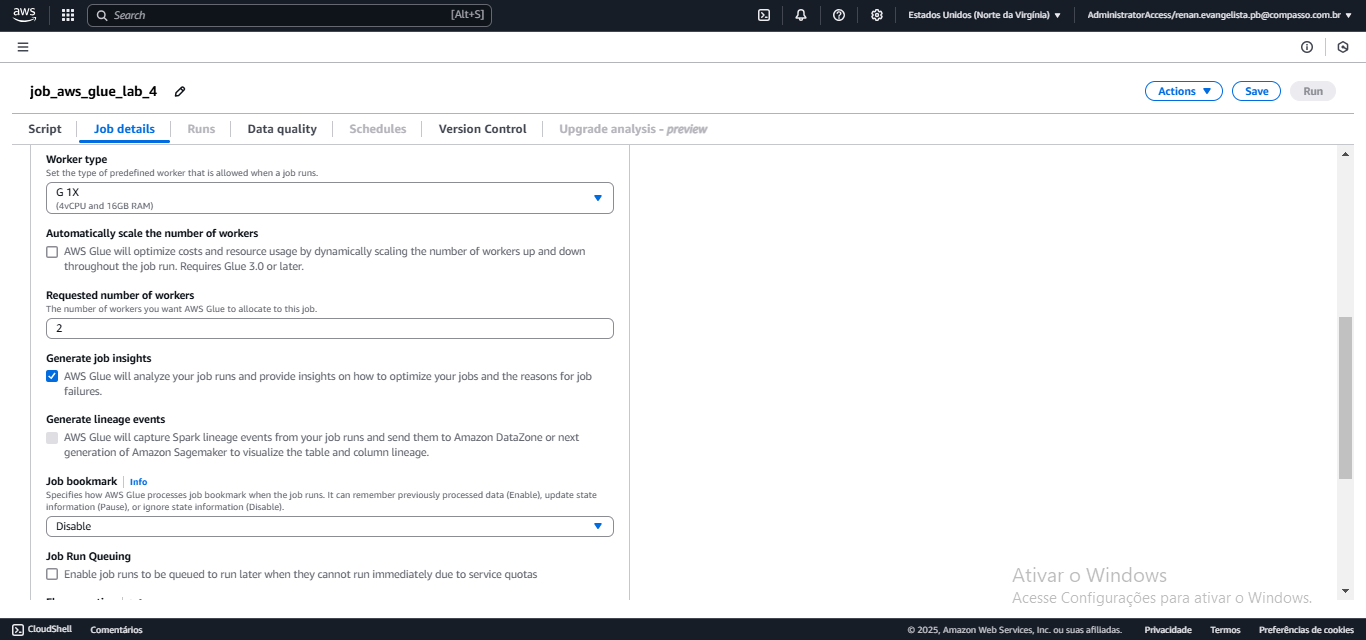 aws
Search [Alt+S]
Estados Unidos (Norte da Virgínia)
AdministratorAccess/renan.evangelista.pb@compasso.com.br
job_aws_glue_lab_4
Actions
Save
Run
Script
Job details
Runs
Data quality
Schedules
Version Control
Upgrade analysis - preview
Worker type
Set the type of predefined worker that is allowed when a job runs.
G 1X
(4vCPU and 16GB RAM)
Automatically scale the number of workers
AWS Glue will optimize costs and resource usage by dynamically scaling the number of workers up and down
throughout the job run. Requires Glue 3.0 or later.
Requested number of workers
The number of workers you want AWS Glue to allocate to this job.
2
Generate job insights
AWS Glue will analyze your job runs and provide insights on how to optimize your jobs and the reasons for job
failures.
Generate lineage events
AWS Glue will capture Spark lineage events from your job runs and send them to Amazon DataZone or next
generation of Amazon Sagemaker to visualize the table and column lineage.
Job bookmark
Info
Specifies how AWS Glue processes job bookmark when the job runs. It can remember previously processed data (Enable), update state
information (Pause), or ignore state information (Disable).
Disable
Job Run Queuing
Enable job runs to be queued to run later when they cannot run immediately due to service quotas
Ativar o Windows
Acesse Configurações para ativar o Windows.
CloudShell
Comentários
© 2025, Amazon Web Services, Inc. ou suas afiliadas.
Privacidade
Termos
Preferências de cookies